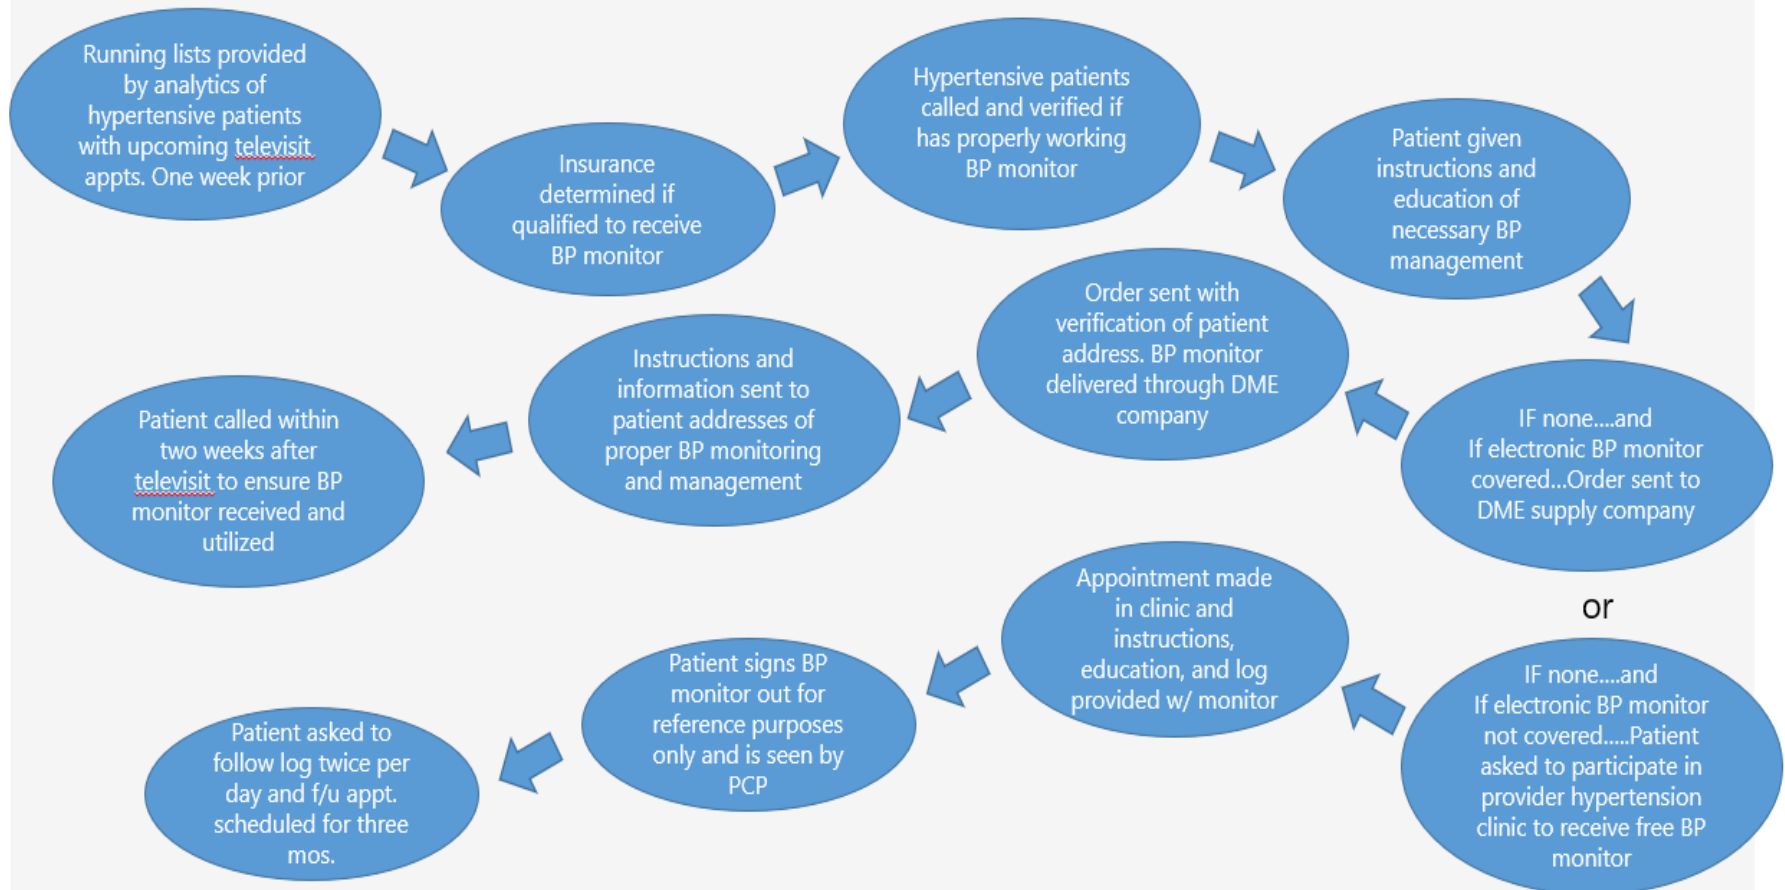 Running lists provided
by analytics of
hypertensive patients
with upcoming televisit
appts. One week prior
Insurance
determined if
qualified to receive
BP monitor
Hypertensive patients
called and verified if
has properly working
BP monitor
Patient given
instructions and
education of
necessary BP
management
IF none....and
If electronic BP monitor
covered...Order sent to
DME supply company
Order sent with
verification of patient
address. BP monitor
delivered through DME
company
Instructions and
information sent to
patient addresses of
proper BP monitoring
and management
Patient called within
two weeks after
televisit to ensure BP
monitor received and
utilized
or
IF none....and
If electronic BP monitor
not covered.....Patient
asked to participate in
provider hypertension
clinic to receive free BP
monitor
Appointment made
in clinic and
instructions,
education, and log
provided w/ monitor
Patient signs BP
monitor out for
reference purposes
only and is seen by
PCP
Patient asked to
follow log twice per
day and f/u appt.
scheduled for three
mos.